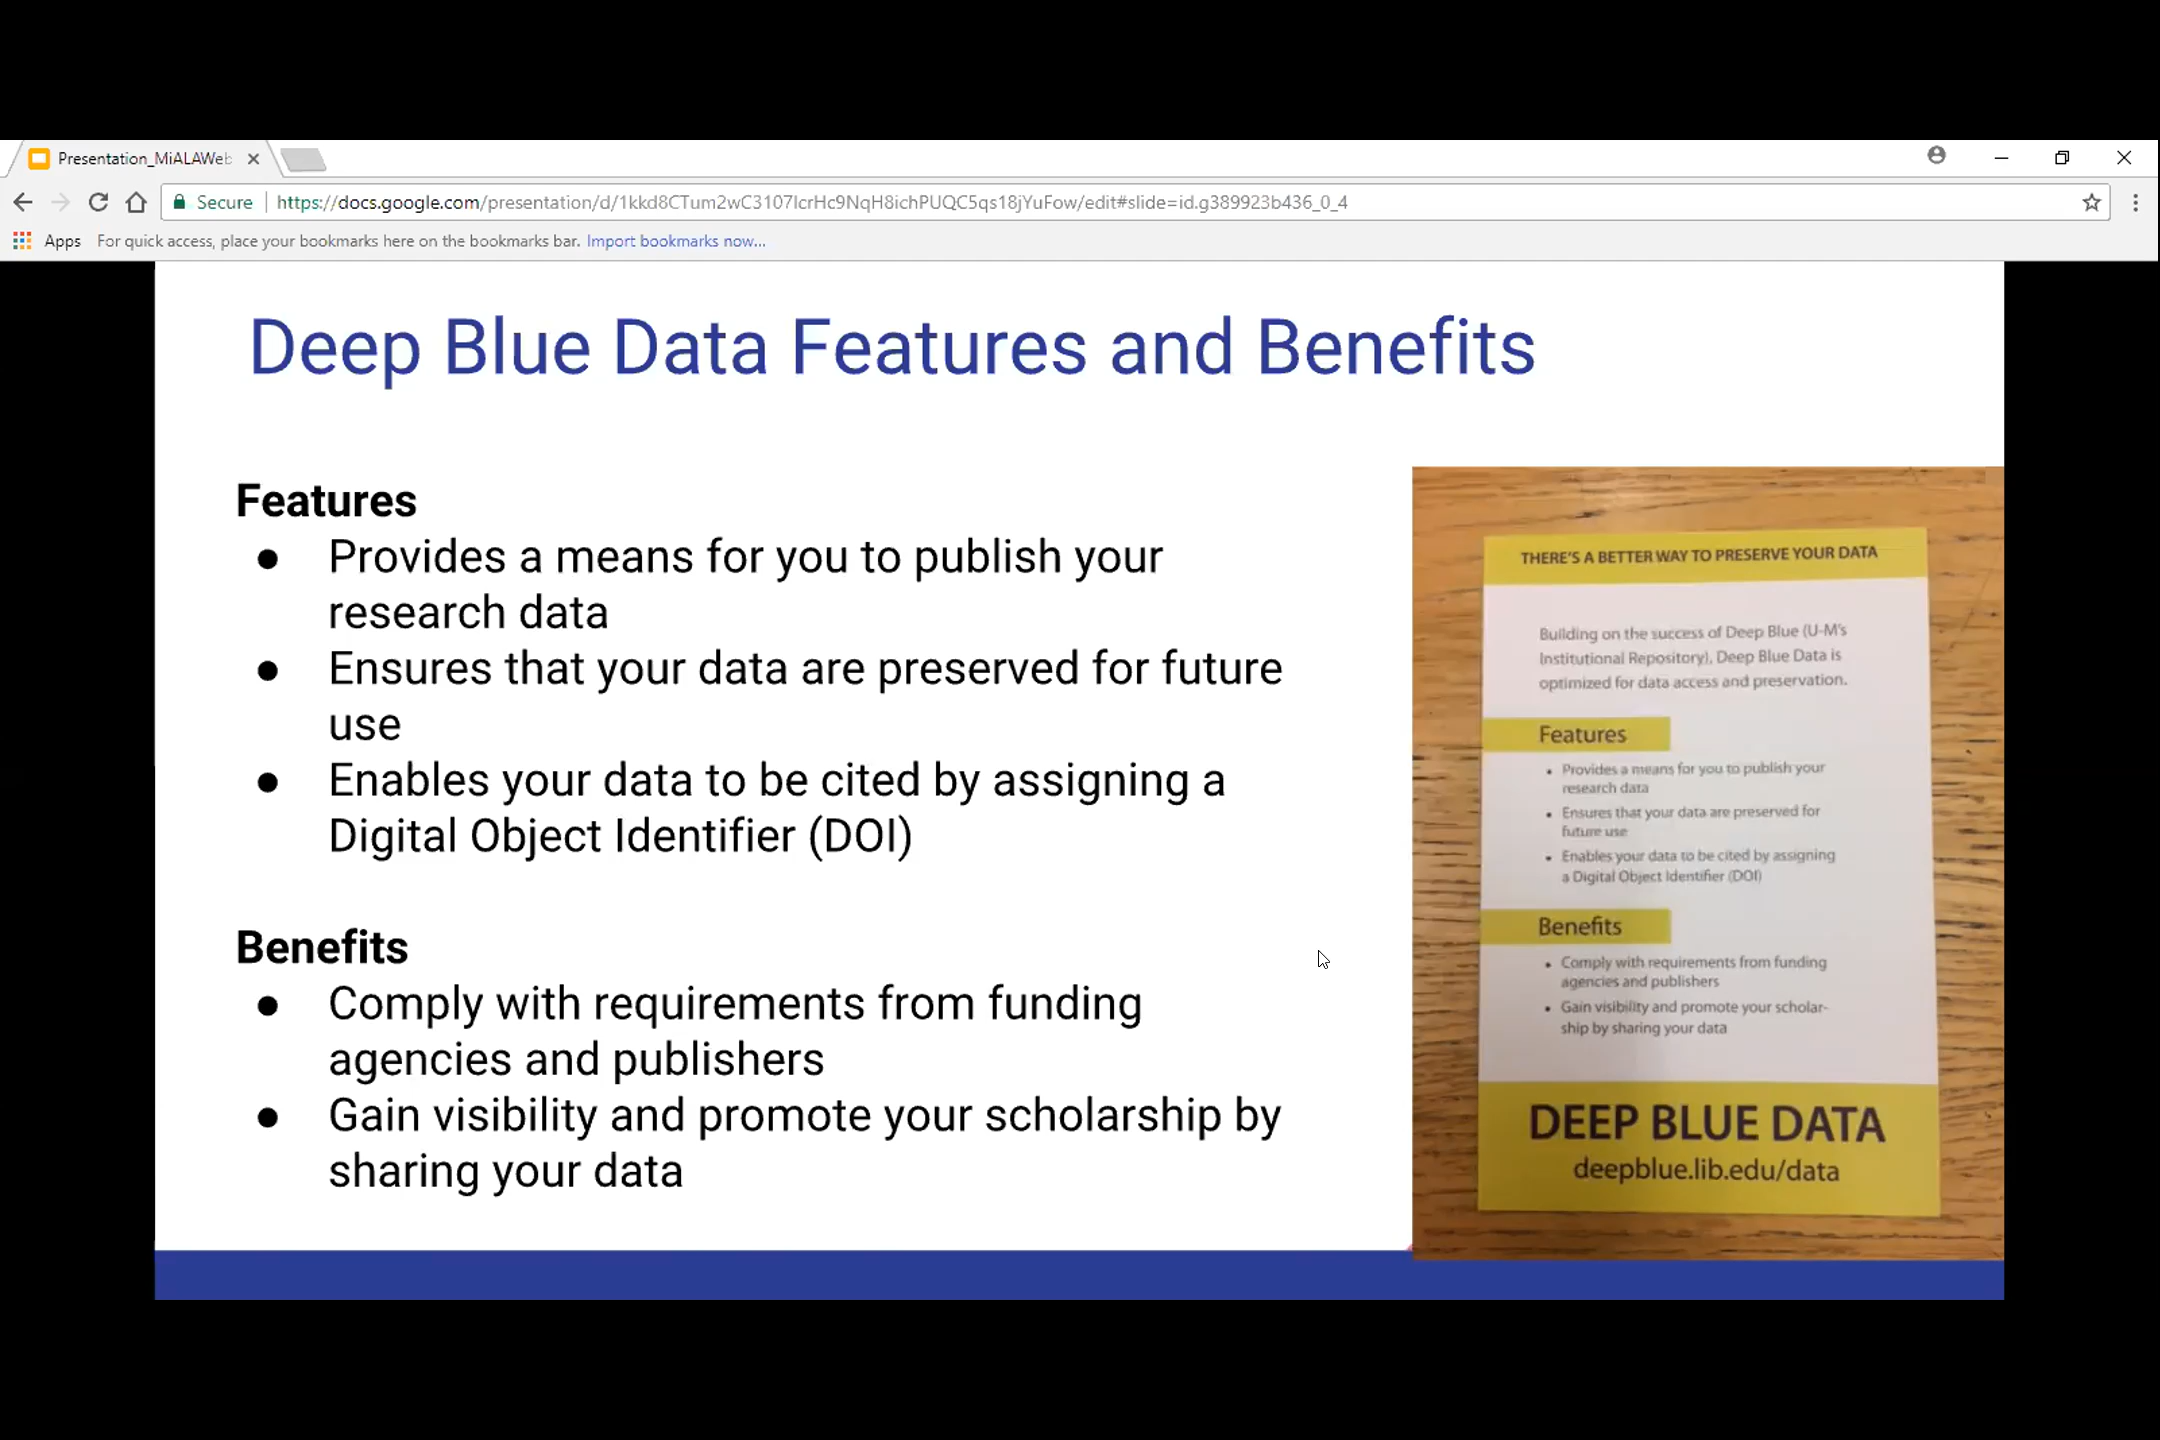 Presentation_MiALAWeb
Secure
https://docs.google.com/presentation/d/1kkd8CTum2wC3107IcrHc9NqH8ichPUQC5qs18jYuFow/edit#slide=id.g389923b436_0_4
Apps For quick access, place your bookmarks here on the bookmarks bar. Import bookmarks now...
Deep Blue Data Features and Benefits
Features
● Provides a means for you to publish your
research data
● Ensures that your data are preserved for future
use
● Enables your data to be cited by assigning a
Digital Object Identifier (DOI)
Benefits
● Comply with requirements from funding
agencies and publishers
● Gain visibility and promote your scholarship by
sharing your data
THERE'S A BETTER WAY TO PRESERVE YOUR DATA
Building on the success of Deep Blue (U-M's
Institutional Repository), Deep Blue Data is
optimized for data access and preservation.
Features
• Provides a means for you to publish your
research data
• Ensures that your data are preserved for
future use
• Enables your data to be cited by assigning
a Digital Object Identifier (DOI)
Benefits
• Comply with requirements from funding
agencies and publishers
• Gain visibility and promote your scholar-
ship by sharing your data
DEEP BLUE DATA
deepblue.lib.edu/data